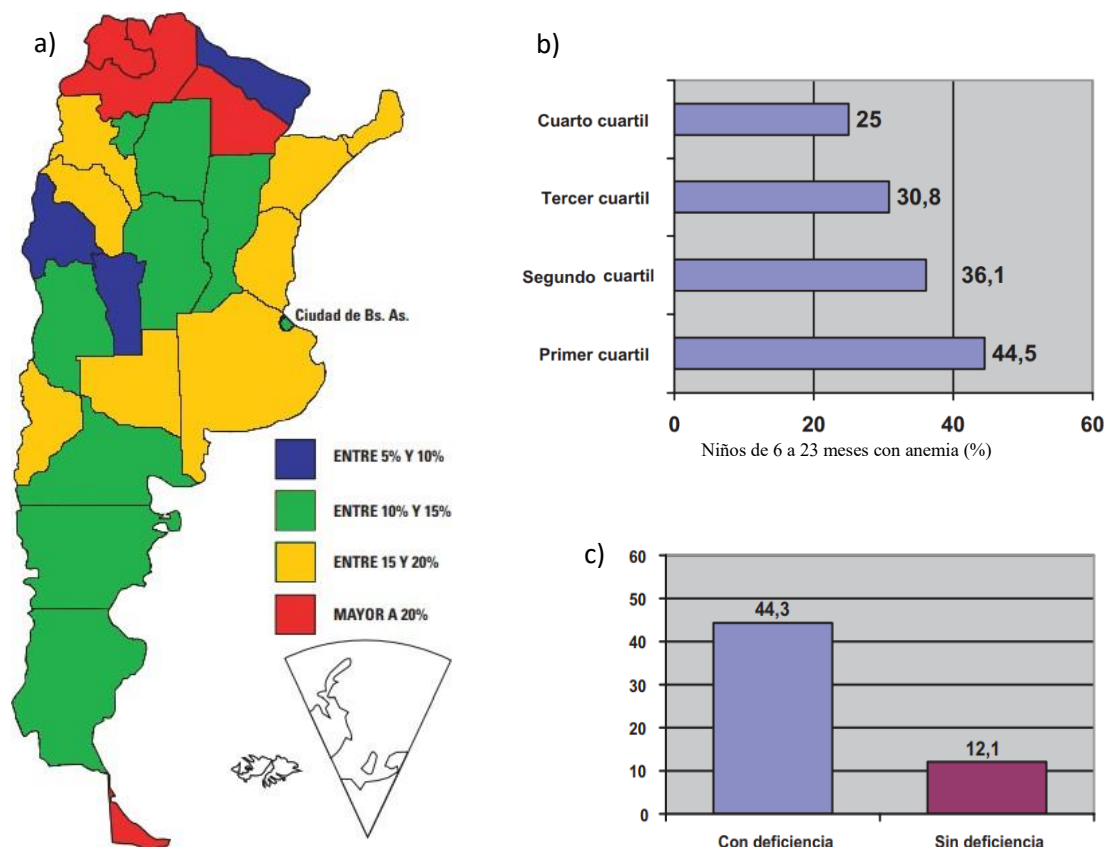 a)
Ciudad de Bs. As.
ENTRE 5% Y 10%
ENTRE 10% Y 15%
ENTRE 15 Y 20%
MAYOR A 20%
b)
Cuarto cuartil
25
Tercer cuartil
30,8
Segundo cuartil
36,1
Primer cuartil
44,5
0 20 40 60
Niños de 6 a 23 meses con anemia (%)
c)
60
50
40
30
20
10
0
44,3
12,1
Con deficiencia Sin deficiencia